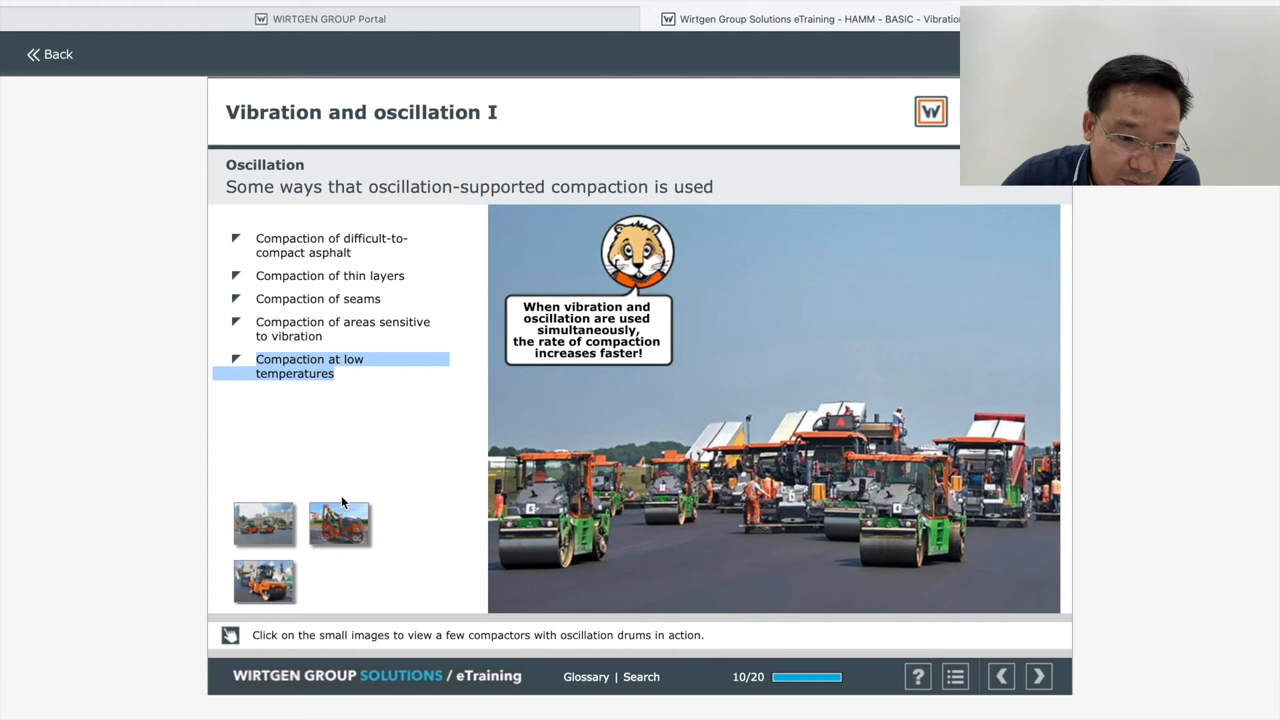 WIRTGEN GROUP Portal
Wirtgen Group Solutions eTraining - HAMM - BASIC - Vibration
Back
Vibration and oscillation I
W
Oscillation
Some ways that oscillation-supported compaction is used
Compaction of difficult-to-
compact asphalt
Compaction of thin layers
Compaction of seams
Compaction of areas sensitive
to vibration
Compaction at low
temperatures
When vibration and
oscillation are used
simultaneously,
the rate of compaction
increases faster!
Click on the small images to view a few compactors with oscillation drums in action.
WIRTGEN GROUP SOLUTIONS / eTraining
Glossary | Search
10/20
?